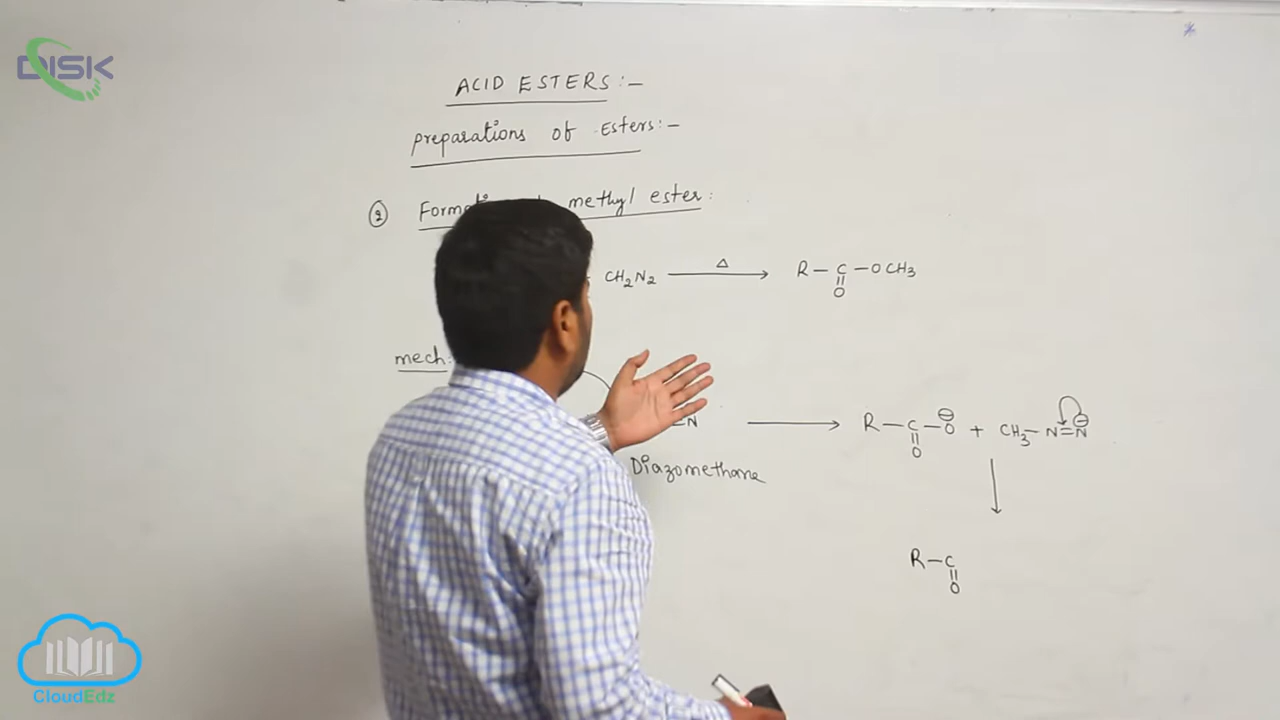 DISK
ACID ESTERS:-
preparations of Esters:-
② methyl ester:
CH2N2 —Δ→ R-C-OCH3
||
O
mech:
N → R-C-O⊖ + CH3-N=N⊖
||
O
Diazomethane
↓
R-C
||
O
CloudEdz